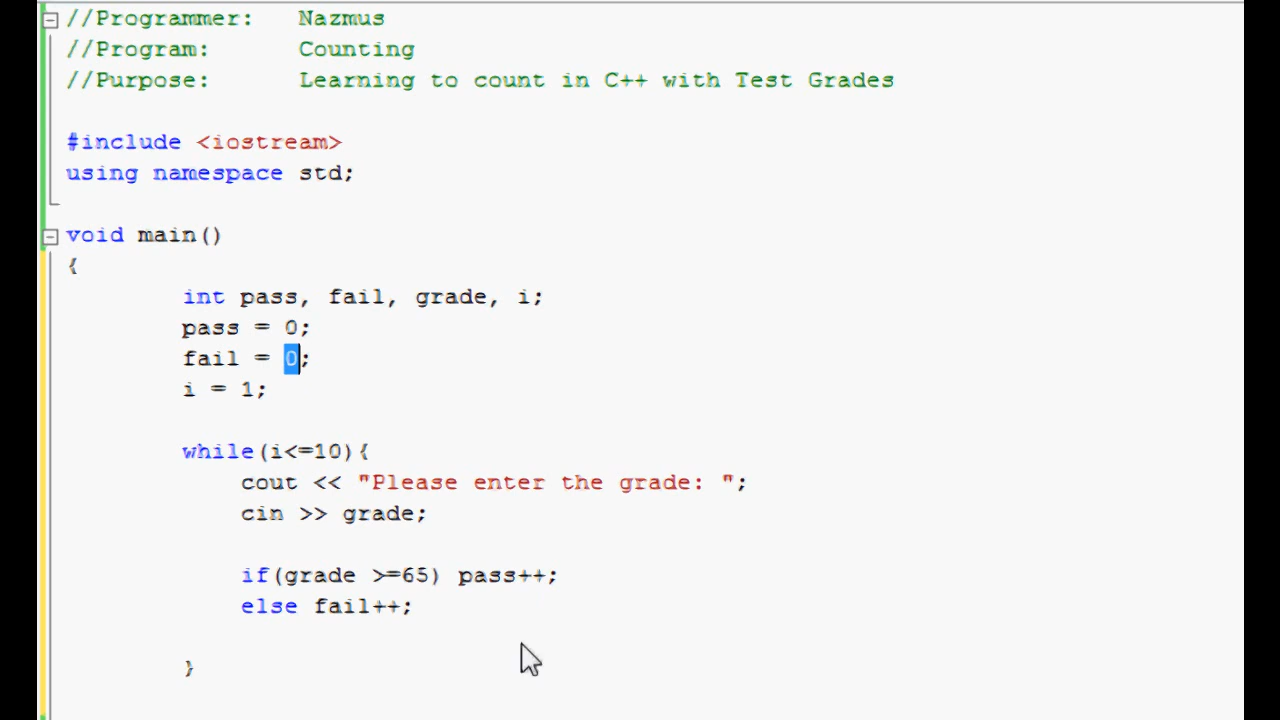 //Programmer: Nazmus
//Program: Counting
//Purpose: Learning to count in C++ with Test Grades
#include <iostream>
using namespace std;
void main()
{
int pass, fail, grade, i;
pass = 0;
fail = 0;
i = 1;
while(i<=10){
cout << "Please enter the grade: ";
cin >> grade;
if(grade >=65) pass++;
else fail++;
}